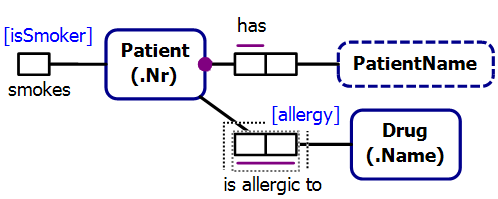 has
[isSmoker]
Patient
(.Nr)
PatientName
smokes
[allergy]
Drug
(.Name)
is allergic to